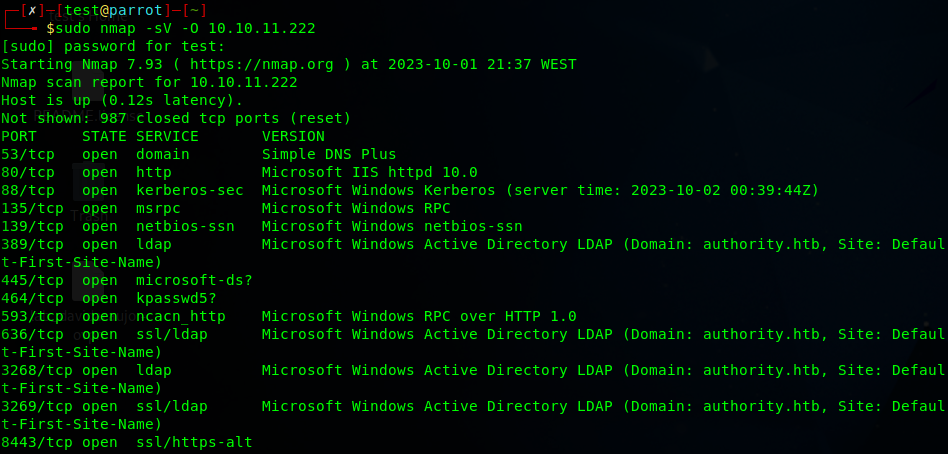 [✗]─[test@parrot]─[~]
$sudo nmap -sV -O 10.10.11.222
[sudo] password for test:
Starting Nmap 7.93 ( https://nmap.org ) at 2023-10-01 21:37 WEST
Nmap scan report for 10.10.11.222
Host is up (0.12s latency).
Not shown: 987 closed tcp ports (reset)
PORT     STATE SERVICE       VERSION
53/tcp   open  domain        Simple DNS Plus
80/tcp   open  http          Microsoft IIS httpd 10.0
88/tcp   open  kerberos-sec  Microsoft Windows Kerberos (server time: 2023-10-02 00:39:44Z)
135/tcp  open  msrpc         Microsoft Windows RPC
139/tcp  open  netbios-ssn   Microsoft Windows netbios-ssn
389/tcp  open  ldap          Microsoft Windows Active Directory LDAP (Domain: authority.htb, Site: Defaul
t-First-Site-Name)
445/tcp  open  microsoft-ds?
464/tcp  open  kpasswd5?
593/tcp  open  ncacn_http    Microsoft Windows RPC over HTTP 1.0
636/tcp  open  ssl/ldap      Microsoft Windows Active Directory LDAP (Domain: authority.htb, Site: Defaul
t-First-Site-Name)
3268/tcp open  ldap          Microsoft Windows Active Directory LDAP (Domain: authority.htb, Site: Defaul
t-First-Site-Name)
3269/tcp open  ssl/ldap      Microsoft Windows Active Directory LDAP (Domain: authority.htb, Site: Defaul
t-First-Site-Name)
8443/tcp open  ssl/https-alt